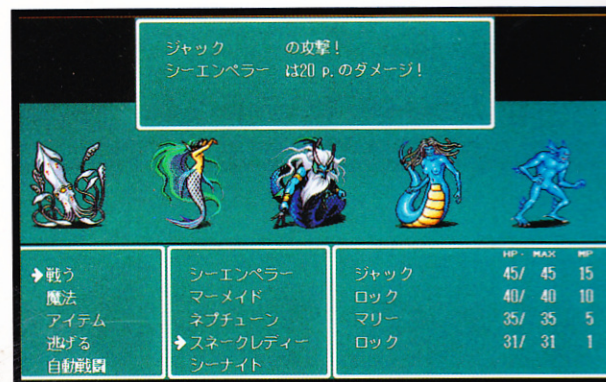 ジャック の攻撃！
シーエンペラー は20 p.のダメージ！
戦う
魔法
アイテム
逃げる
自動戦闘
シーエンペラー
マーメイド
ネプチューン
スネークレディー
シーナイト
HP・ MAX MP
ジャック 45/ 45 15
ロック 40/ 40 10
マリー 35/ 35 5
ロック 31/ 31 1